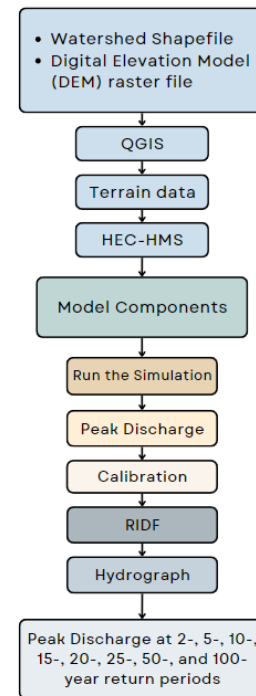 • Watershed Shapefile
• Digital Elevation Model
(DEM) raster file
QGIS
Terrain data
HEC-HMS
Model Components
Run the Simulation
Peak Discharge
Calibration
RIDF
Hydrograph
Peak Discharge at 2-, 5-, 10-,
15-, 20-, 25-, 50-, and 100-
year return periods